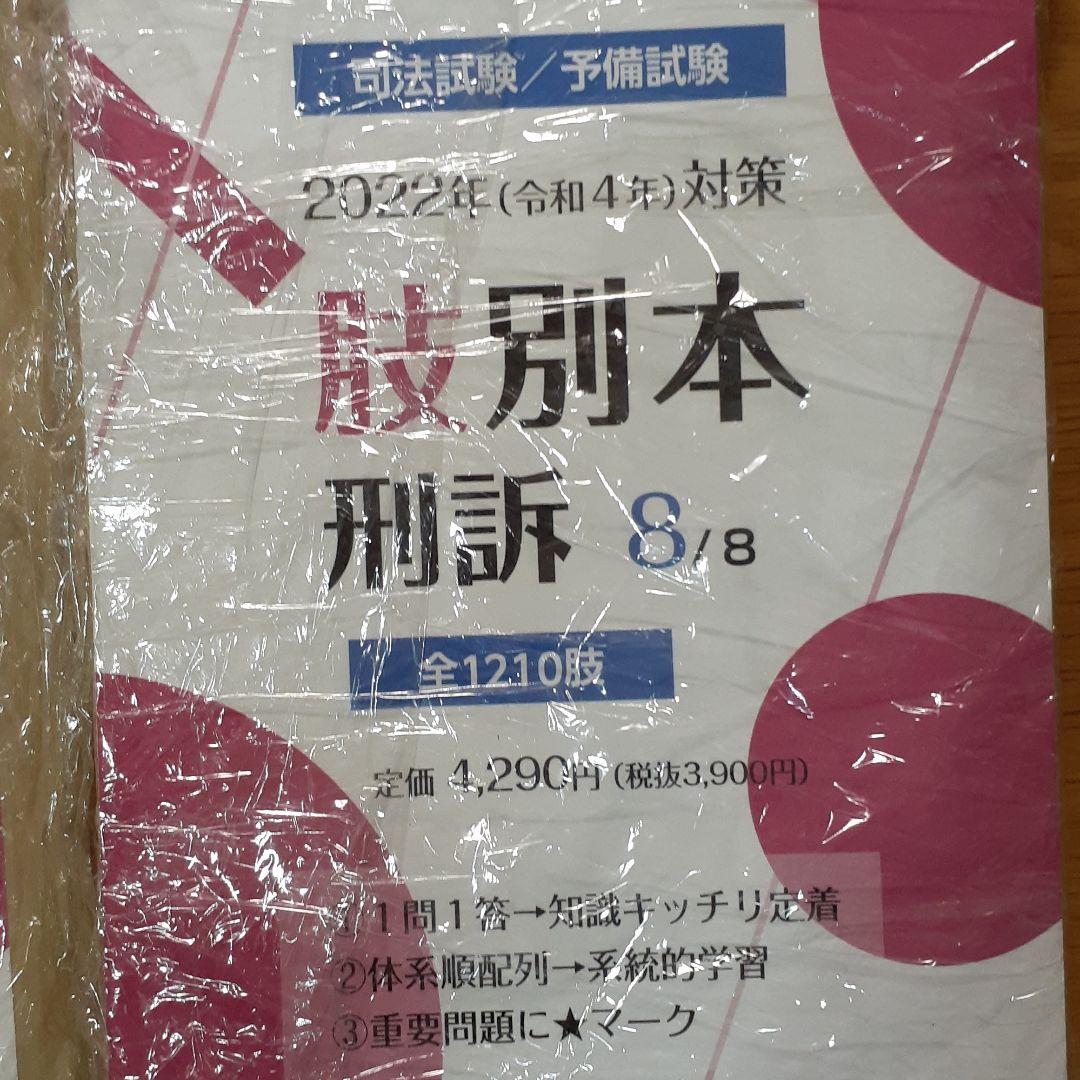 司法試験／予備試験
2022年(令和4年)対策
肢別本
刑訴 8/8
全1210肢
定価 4,290円(税抜3,900円)
①1問1答→知識キッチリ定着
②体系順配列→系統的学習
③重要問題に★マーク